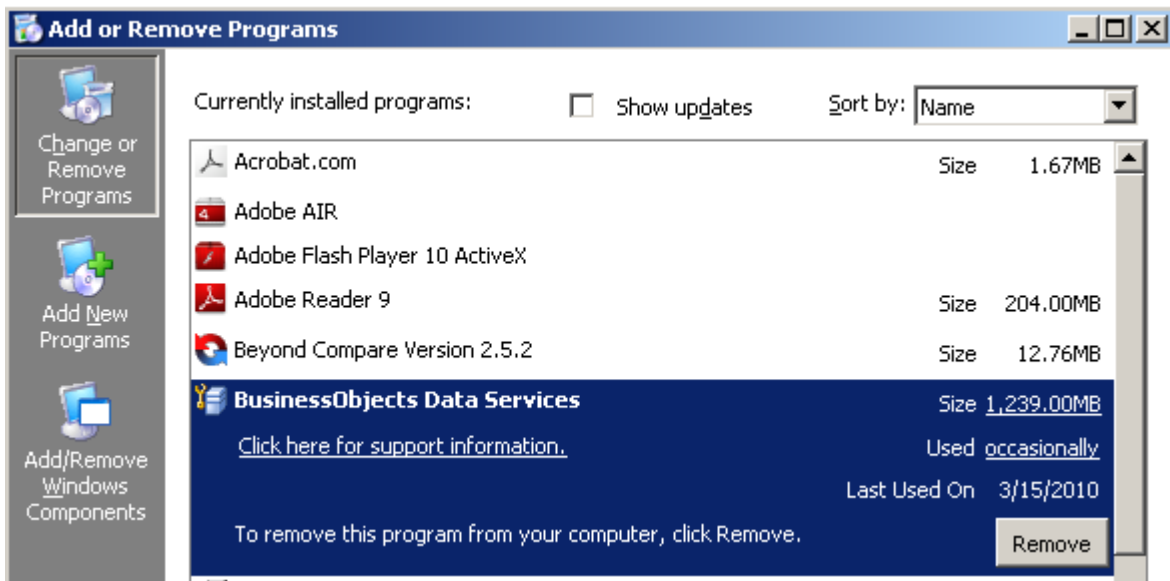 Add or Remove Programs
Change or
Remove
Programs
Add New
Programs
Add/Remove
Windows
Components
Currently installed programs: Show updates Sort by: Name
Acrobat.com Size 1.67MB
4
Adobe AIR
Adobe Flash Player 10 ActiveX
Adobe Reader 9 Size 204.00MB
Beyond Compare Version 2.5.2 Size 12.76MB
BusinessObjects Data Services Size 1,239.00MB
Click here for support information. Used occasionally
Last Used On 3/15/2010
To remove this program from your computer, click Remove. Remove